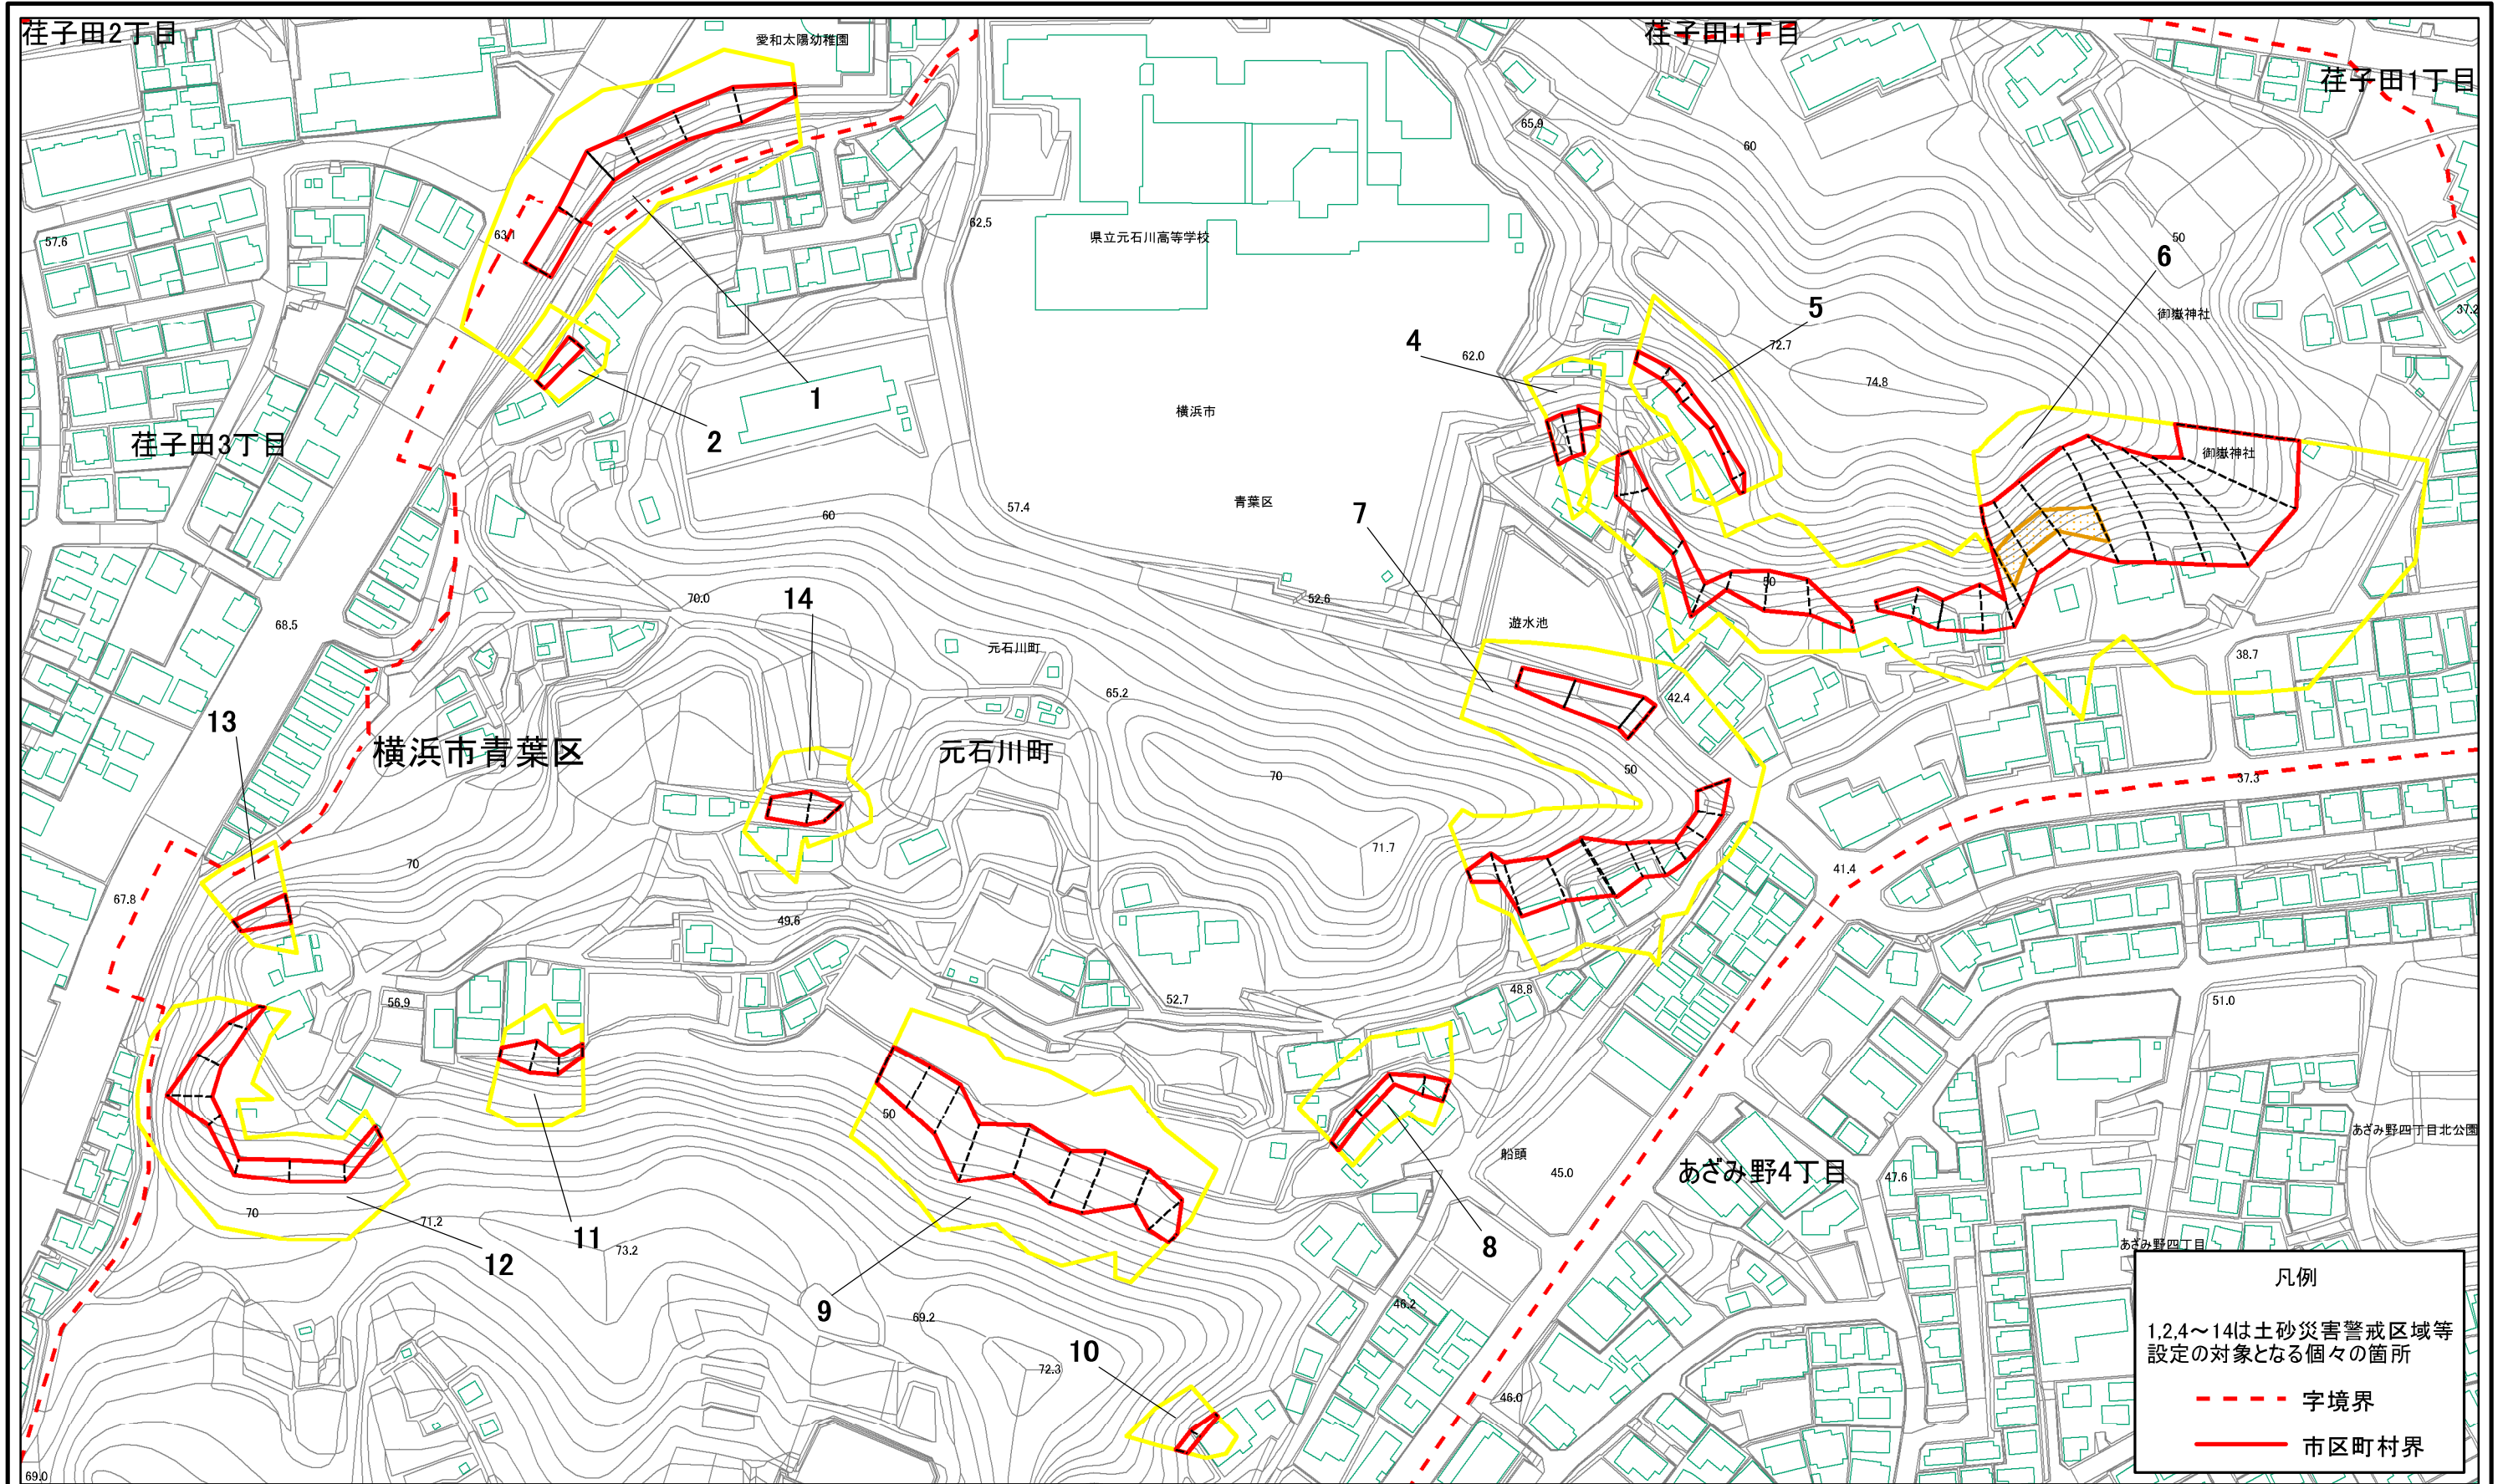 荏子田2丁目
愛和太陽幼稚園
荏子田1丁目
荏子田1丁目
65.9
60
57.6
63.1
62.5
県立元石川高等学校
50
6
御嶽神社
37.2
5
4
62.0
72.7
74.8
1
横浜市
2
荏子田3丁目
御嶽神社
青葉区
57.4
7
60
50
70.0
14
52.6
遊水池
68.5
元石川町
38.7
65.2
42.4
13
横浜市青葉区
元石川町
70
50
37.3
71.7
70
41.4
67.8
49.6
56.9
52.7
48.8
51.0
50
あざみ野四丁目北公園
船頭
45.0
あざみ野4丁目
47.6
70
71.2
11
73.2
12
8
あざみ野四丁目
9
69.2
46.2
10
72.3
46.0
69.0
凡例
1,2,4～14は土砂災害警戒区域等
設定の対象となる個々の箇所
字境界
市区町村界